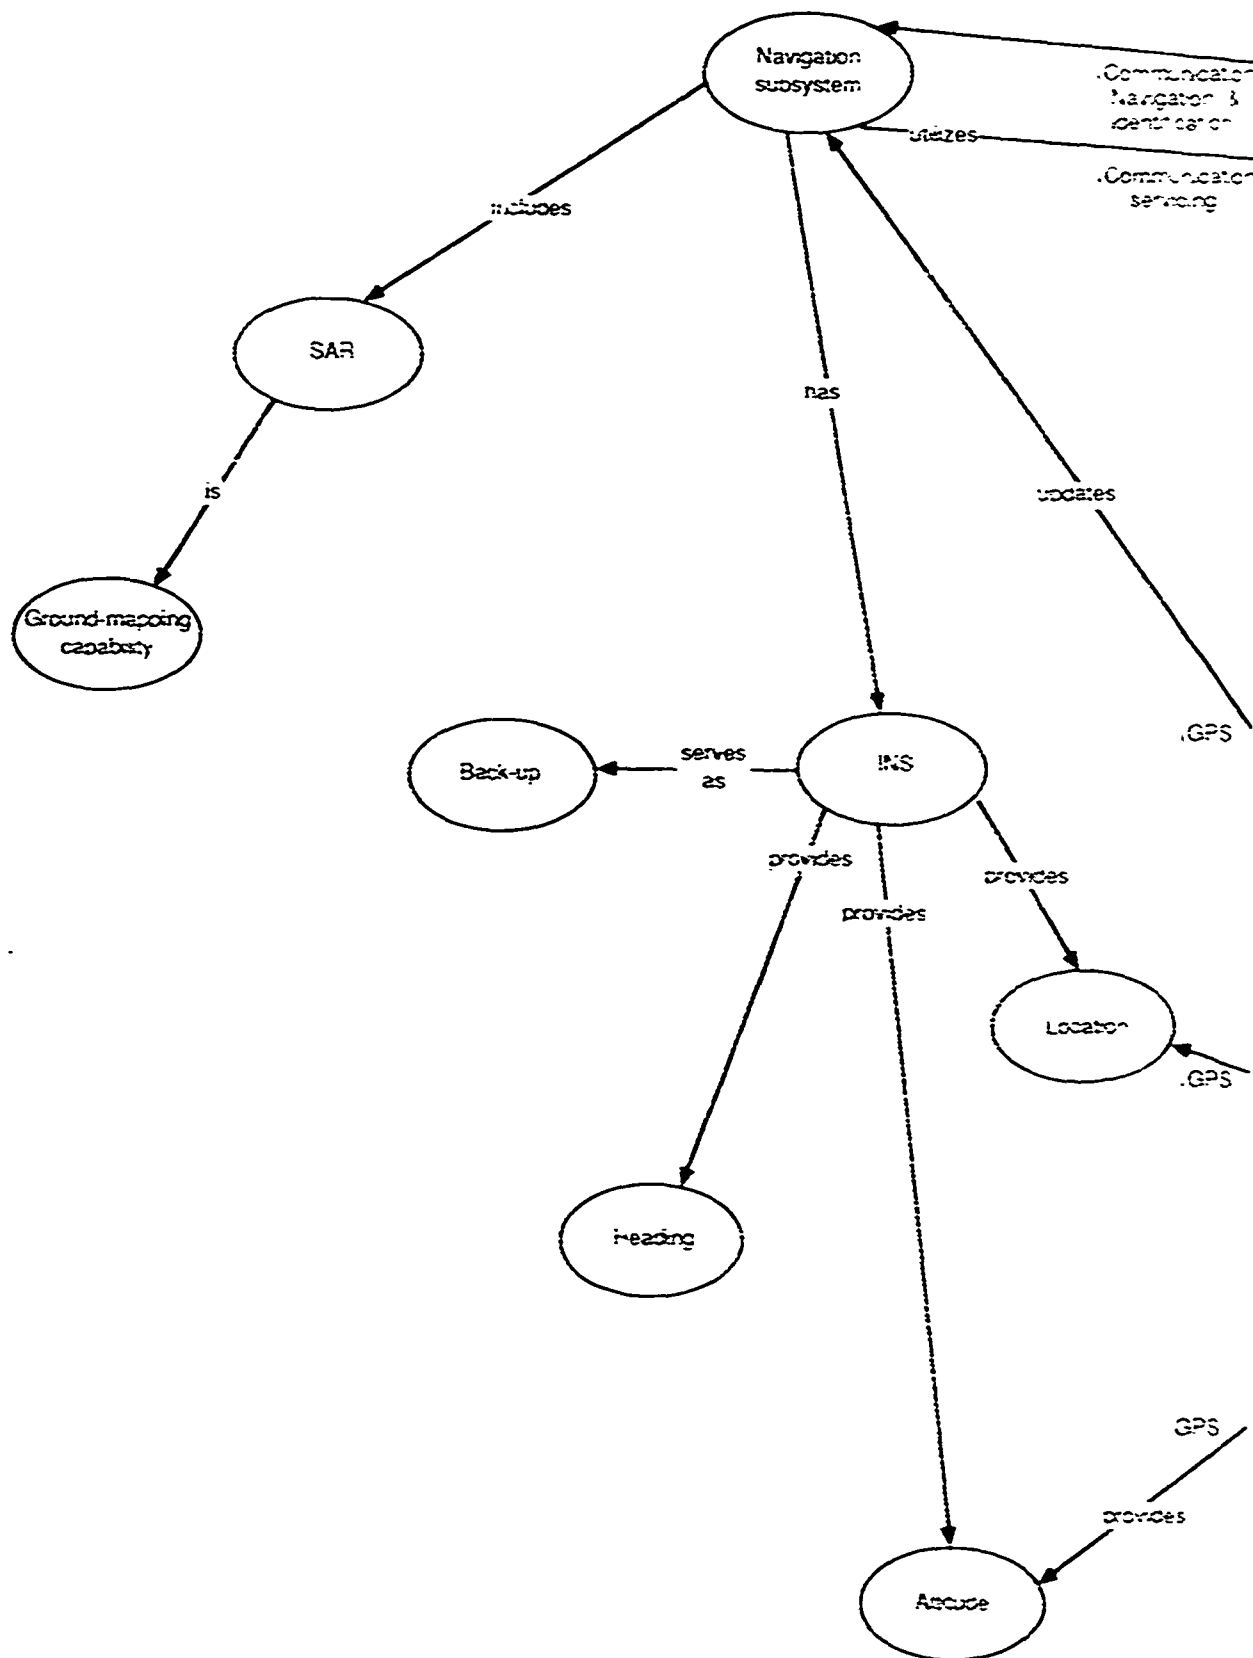 Navigation
subsystem
Communication
Navigation &
identification
utilizes
Communication
servicing
includes
SAR
has
is
updates
Ground-mapping
capability
GPS
Back-up
serves
as
INS
provides
provides
provides
Location
GPS
Heading
GPS
provides